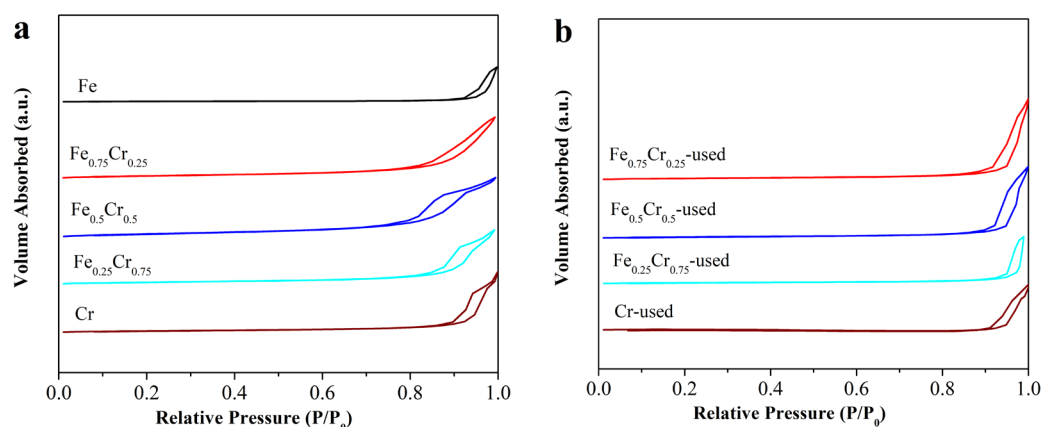 a
Volume Absorbed (a.u.)
Fe
Fe0.75Cr0.25
Fe0.5Cr0.5
Fe0.25Cr0.75
Cr
0.0 0.2 0.4 0.6 0.8 1.0
Relative Pressure (P/P0)
b
Volume Absorbed (a.u.)
Fe0.75Cr0.25-used
Fe0.5Cr0.5-used
Fe0.25Cr0.75-used
Cr-used
0.0 0.2 0.4 0.6 0.8 1.0
Relative Pressure (P/P0)